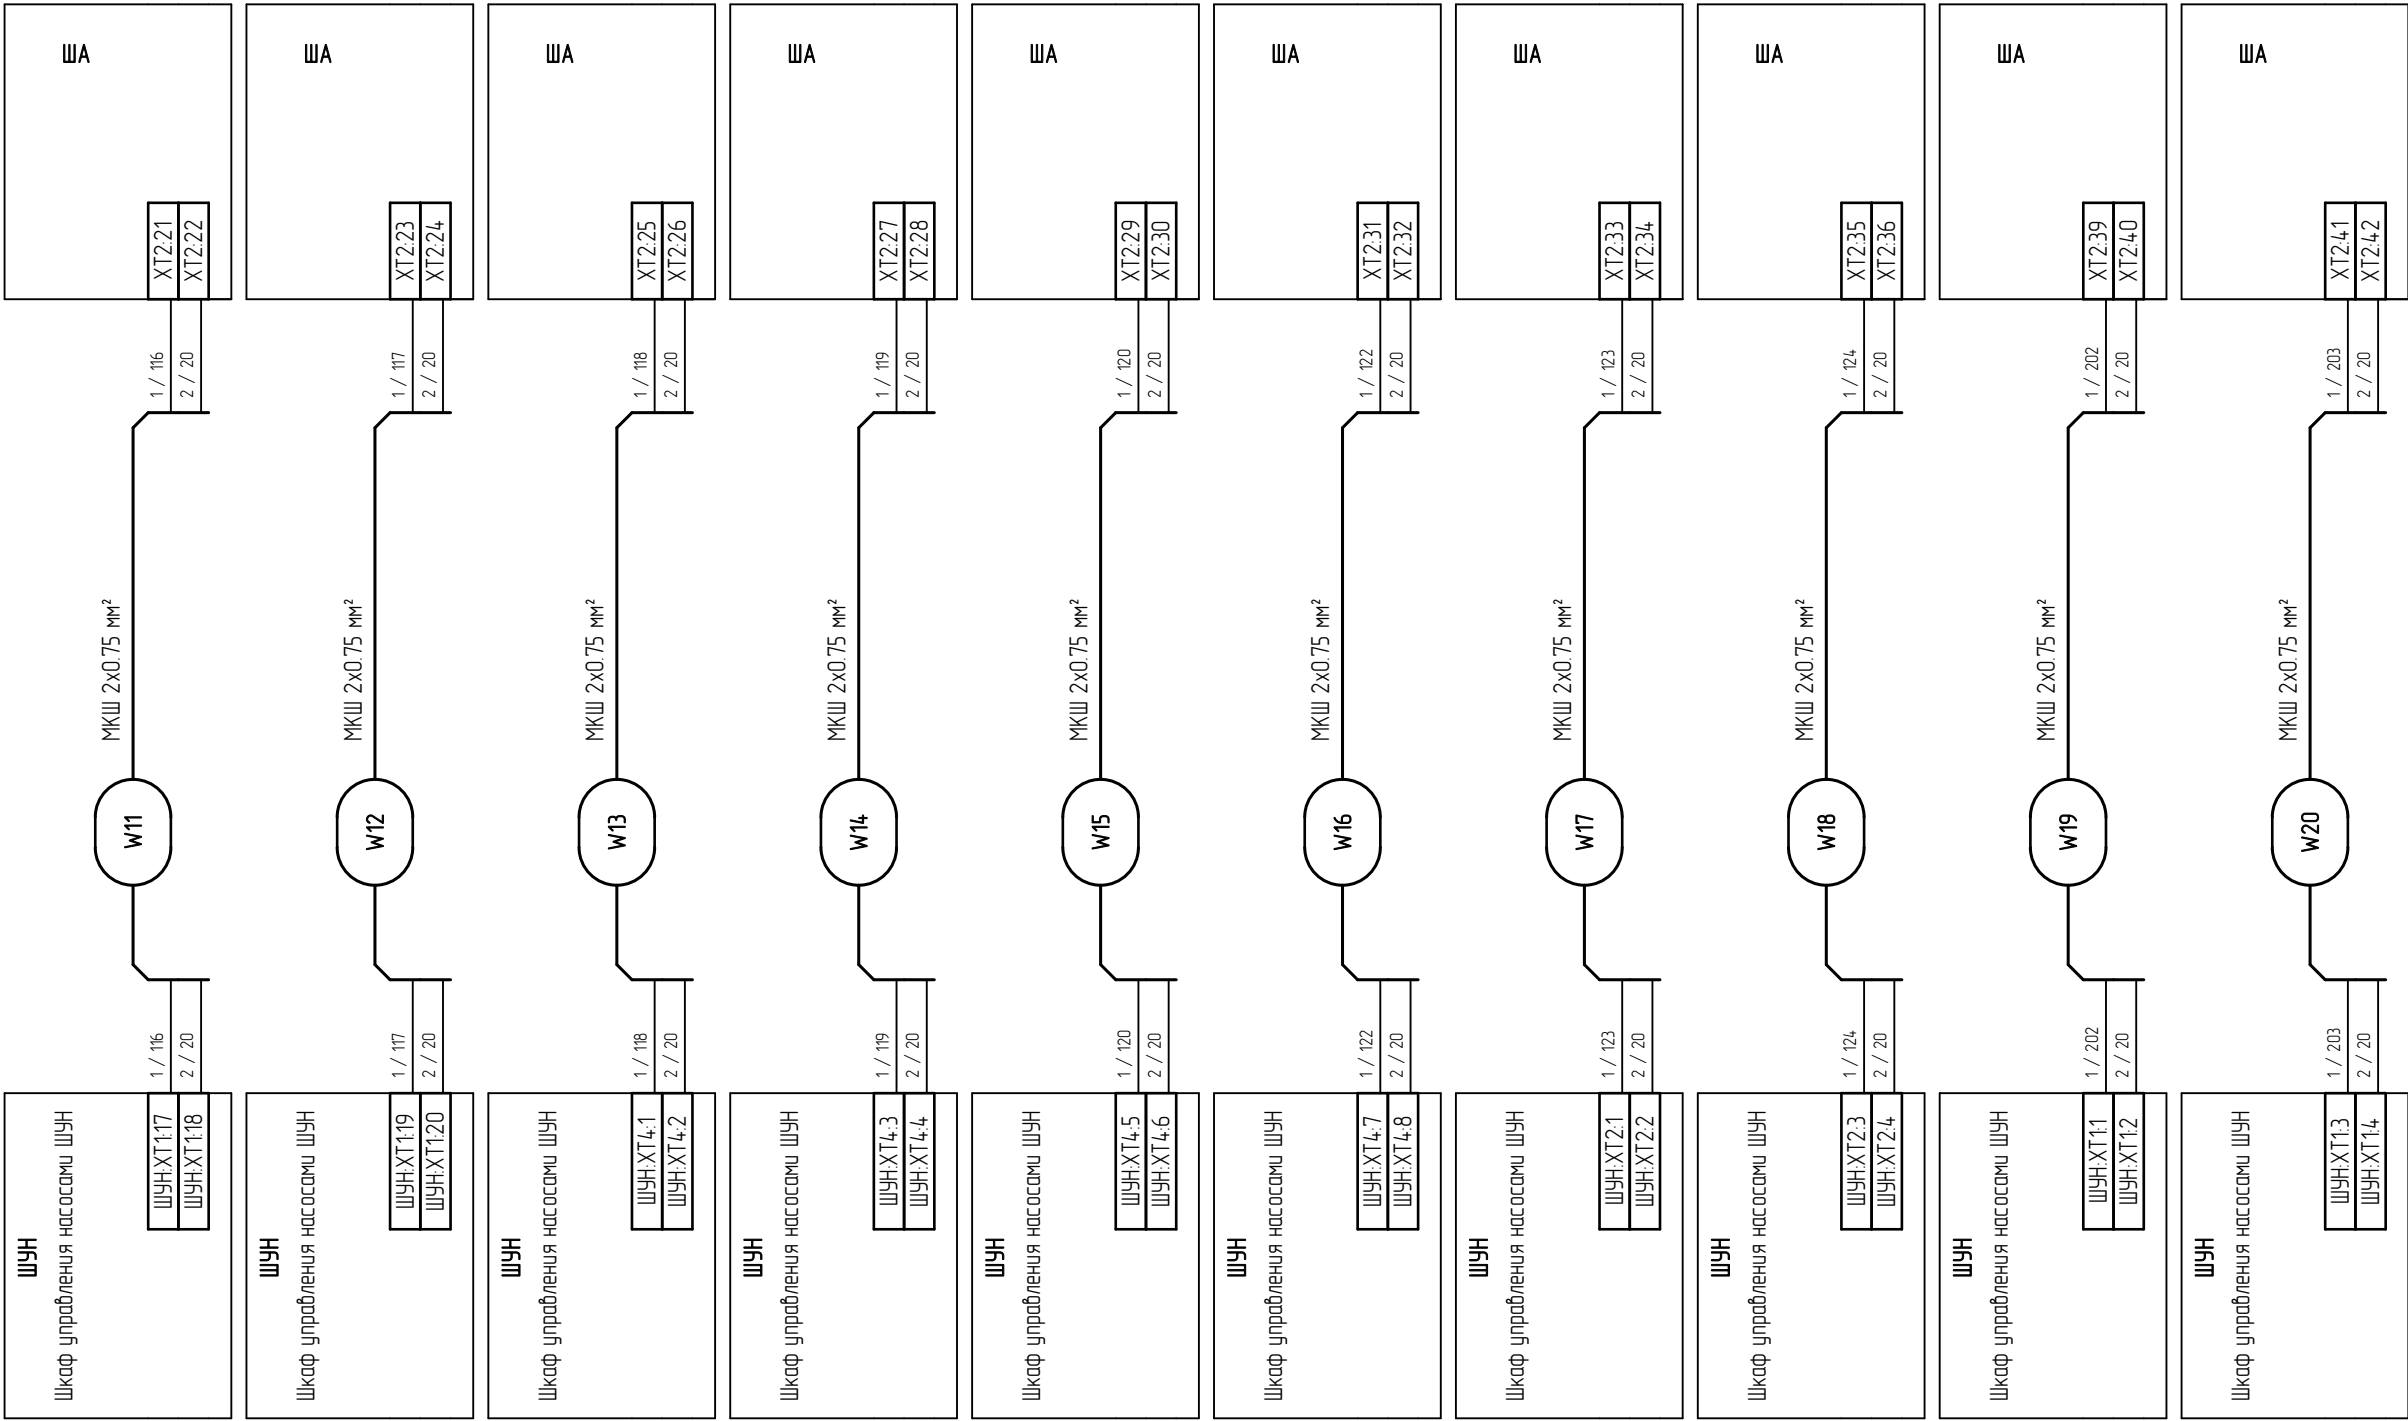 ША
XT2:21
XT2:22
1 / 116
2 / 20
МКШ 2x0.75 мм²
W11
1 / 116
2 / 20
ШУН
Шкаф управления насосами ШУН
ШУН:XT1:17
ШУН:XT1:18
ША
XT2:23
XT2:24
1 / 117
2 / 20
МКШ 2x0.75 мм²
W12
1 / 117
2 / 20
ШУН
Шкаф управления насосами ШУН
ШУН:XT1:19
ШУН:XT1:20
ША
XT2:25
XT2:26
1 / 118
2 / 20
МКШ 2x0.75 мм²
W13
1 / 118
2 / 20
ШУН
Шкаф управления насосами ШУН
ШУН:XT4:1
ШУН:XT4:2
ША
XT2:27
XT2:28
1 / 119
2 / 20
МКШ 2x0.75 мм²
W14
1 / 119
2 / 20
ШУН
Шкаф управления насосами ШУН
ШУН:XT4:3
ШУН:XT4:4
ША
XT2:29
XT2:30
1 / 120
2 / 20
МКШ 2x0.75 мм²
W15
1 / 120
2 / 20
ШУН
Шкаф управления насосами ШУН
ШУН:XT4:5
ШУН:XT4:6
ША
XT2:31
XT2:32
1 / 122
2 / 20
МКШ 2x0.75 мм²
W16
1 / 122
2 / 20
ШУН
Шкаф управления насосами ШУН
ШУН:XT4:7
ШУН:XT4:8
ША
XT2:33
XT2:34
1 / 123
2 / 20
МКШ 2x0.75 мм²
W17
1 / 123
2 / 20
ШУН
Шкаф управления насосами ШУН
ШУН:XT2:1
ШУН:XT2:2
ША
XT2:35
XT2:36
1 / 124
2 / 20
МКШ 2x0.75 мм²
W18
1 / 124
2 / 20
ШУН
Шкаф управления насосами ШУН
ШУН:XT2:3
ШУН:XT2:4
ША
XT2:39
XT2:40
1 / 202
2 / 20
МКШ 2x0.75 мм²
W19
1 / 202
2 / 20
ШУН
Шкаф управления насосами ШУН
ШУН:XT1:1
ШУН:XT1:2
ША
XT2:41
XT2:42
1 / 203
2 / 20
МКШ 2x0.75 мм²
W20
1 / 203
2 / 20
ШУН
Шкаф управления насосами ШУН
ШУН:XT1:3
ШУН:XT1:4